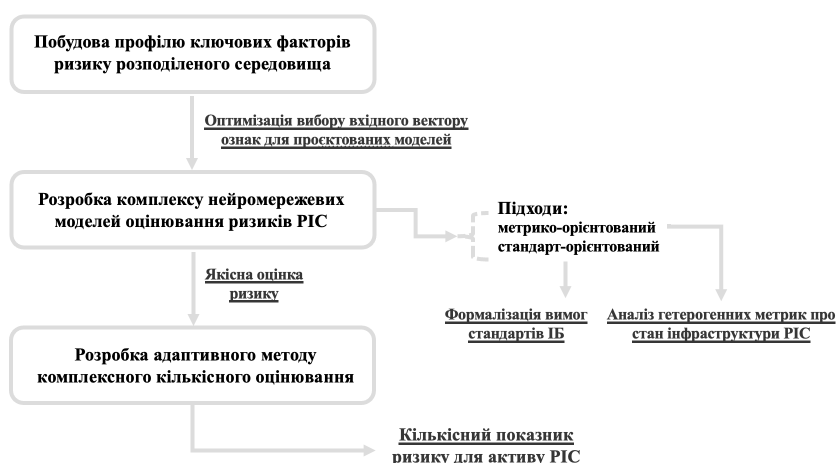 Побудова профілю ключових факторів
ризику розподіленого середовища
Оптимізація вибору вхідного вектору
ознак для проєктованих моделей
Розробка комплексу нейромережевих
моделей оцінювання ризиків РІС
Підходи:
метрико-орієнтований
стандарт-орієнтований
Якісна оцінка
ризику
Формалізація вимог
стандартів ІБ
Аналіз гетерогенних метрик про
стан інфраструктури РІС
Розробка адаптивного методу
комплексного кількісного оцінювання
Кількісний показник
ризику для активу РІС